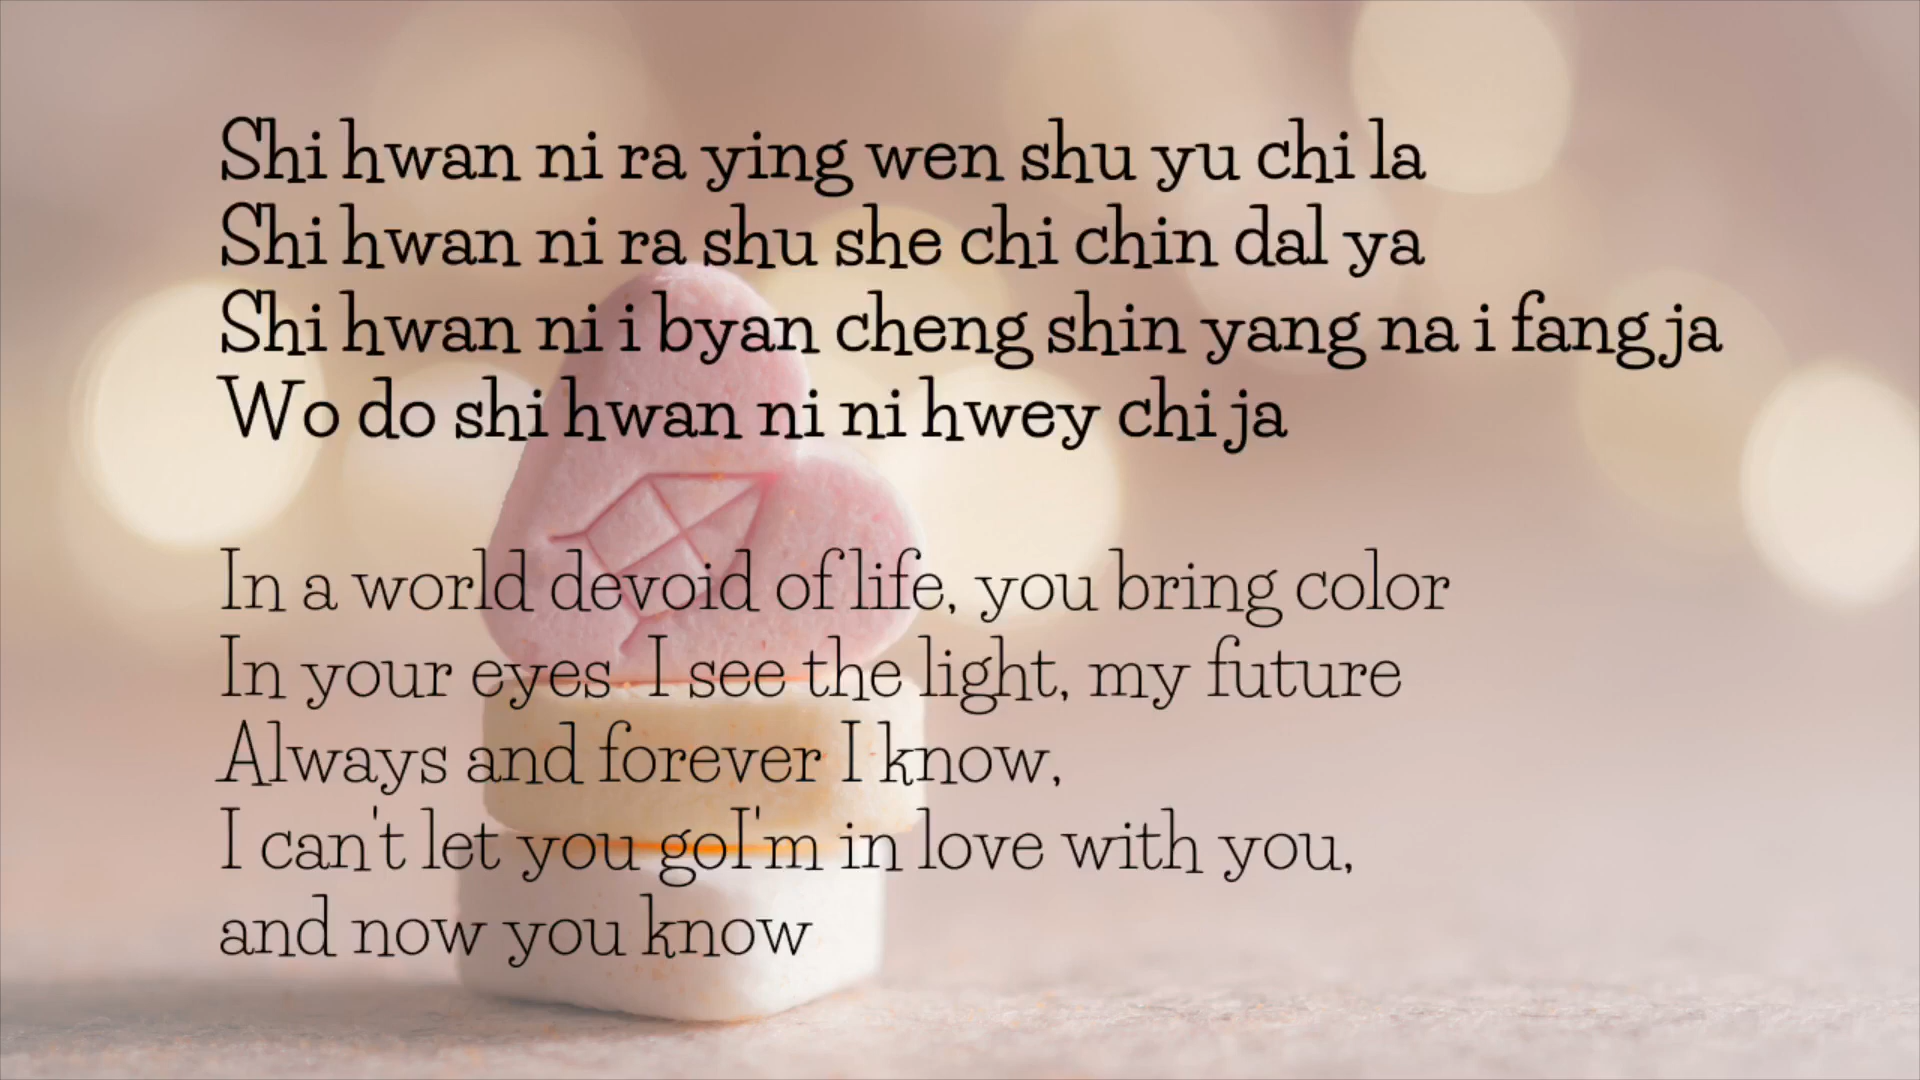 Shi hwan ni ra ying wen shu yu chi la
Shi hwan ni ra shu she chi chin dal ya
Shi hwan ni i byan cheng shin yang na i fang ja
Wo do shi hwan ni ni hwey chi ja
In a world devoid of life, you bring color
In your eyes I see the light, my future
Always and forever I know,
I can't let you goI'm in love with you,
and now you know